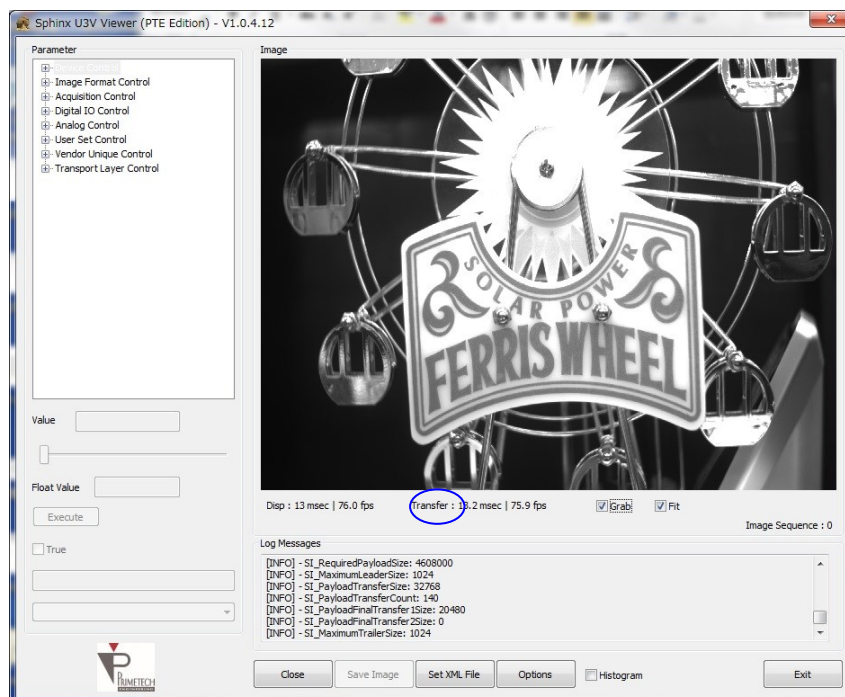 Sphinx U3V Viewer (PTE Edition) - V1.0.4.12
Parameter
Device Control
Image Format Control
Acquisition Control
Digital IO Control
Analog Control
User Set Control
Vendor Unique Control
Transport Layer Control
Value
Float Value
Execute
True
PRIMETECH
Image
SOLAR POWER
FERRIS WHEEL
Disp : 13 msec | 76.0 fps
Transfer : 13.2 msec | 75.9 fps
Grab
Fit
Image Sequence : 0
Log Messages
[INFO] - SI_RequiredPayloadSize: 4608000
[INFO] - SI_MaximumLeaderSize: 1024
[INFO] - SI_PayloadTransferSize: 32768
[INFO] - SI_PayloadTransferCount: 140
[INFO] - SI_PayloadFinalTransfer1Size: 20480
[INFO] - SI_PayloadFinalTransfer2Size: 0
[INFO] - SI_MaximumTrailerSize: 1024
Close
Save Image
Set XML File
Options
Histogram
Exit